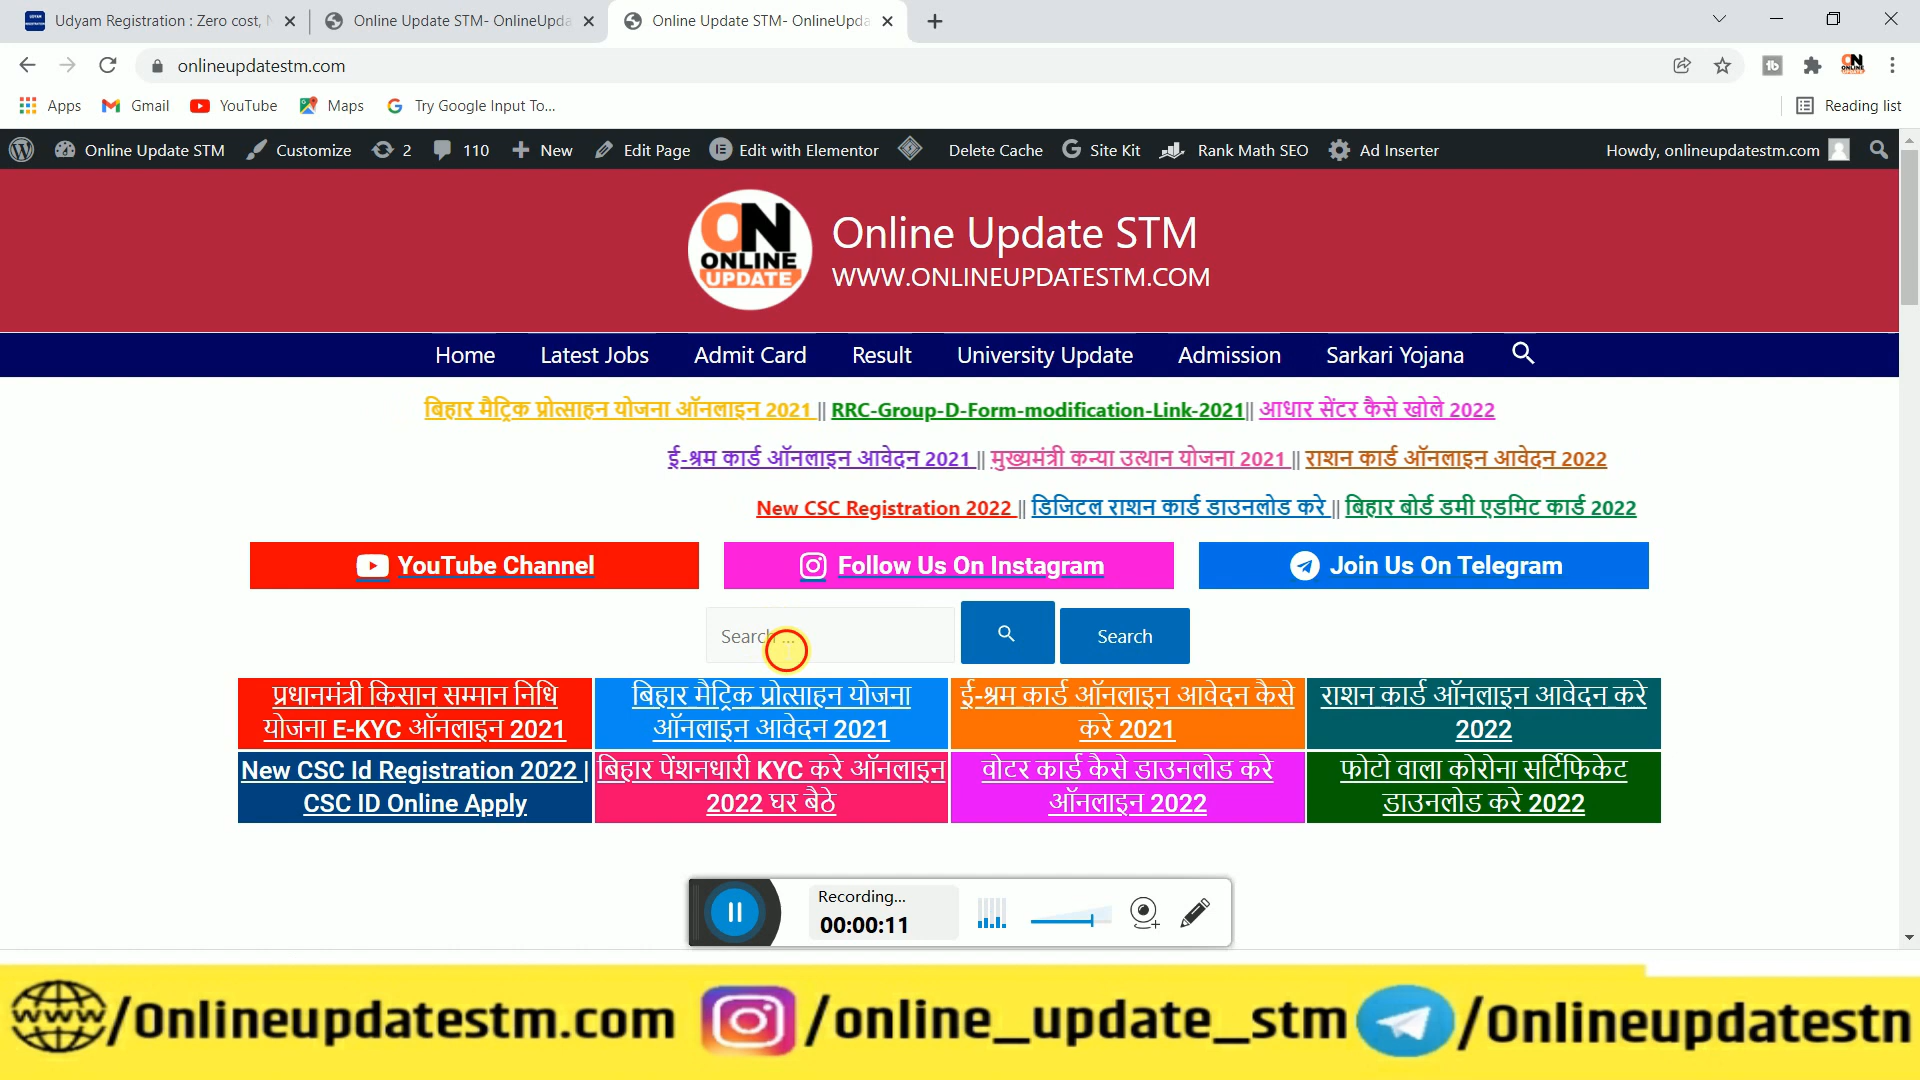 Udyam Registration : Zero cost,
Online Update STM- OnlineUpda
Online Update STM- OnlineUpda
onlineupdatestm.com
Apps Gmail YouTube Maps Try Google Input To... Reading list
Online Update STM Customize 2 110 New Edit Page Edit with Elementor Delete Cache Site Kit Rank Math SEO Ad Inserter Howdy, onlineupdatestm.com
ON
ONLINE
UPDATE
Online Update STM
WWW.ONLINEUPDATESTM.COM
Home Latest Jobs Admit Card Result University Update Admission Sarkari Yojana
बिहार मैट्रिक प्रोत्साहन योजना ऑनलाइन 2021 || RRC-Group-D-Form-modification-Link-2021|| आधार सेंटर कैसे खोले 2022
ई-श्रम कार्ड ऑनलाइन आवेदन 2021 || मुख्यमंत्री कन्या उत्थान योजना 2021 || राशन कार्ड ऑनलाइन आवेदन 2022
New CSC Registration 2022 || डिजिटल राशन कार्ड डाउनलोड करे || बिहार बोर्ड डमी एडमिट कार्ड 2022
YouTube Channel Follow Us On Instagram Join Us On Telegram
Search ... Search
प्रधानमंत्री किसान सम्मान निधि
योजना E-KYC ऑनलाइन 2021
बिहार मैट्रिक प्रोत्साहन योजना
ऑनलाइन आवेदन 2021
ई-श्रम कार्ड ऑनलाइन आवेदन कैसे
करे 2021
राशन कार्ड ऑनलाइन आवेदन करे
2022
New CSC Id Registration 2022 |
CSC ID Online Apply
बिहार पेंशनधारी KYC करे ऑनलाइन
2022 घर बैठे
वोटर कार्ड कैसे डाउनलोड करे
ऑनलाइन 2022
फोटो वाला कोरोना सर्टिफिकेट
डाउनलोड करे 2022
Recording...
00:00:11
www/Onlineupdatestm.com /online_update_stm /Onlineupdatestn